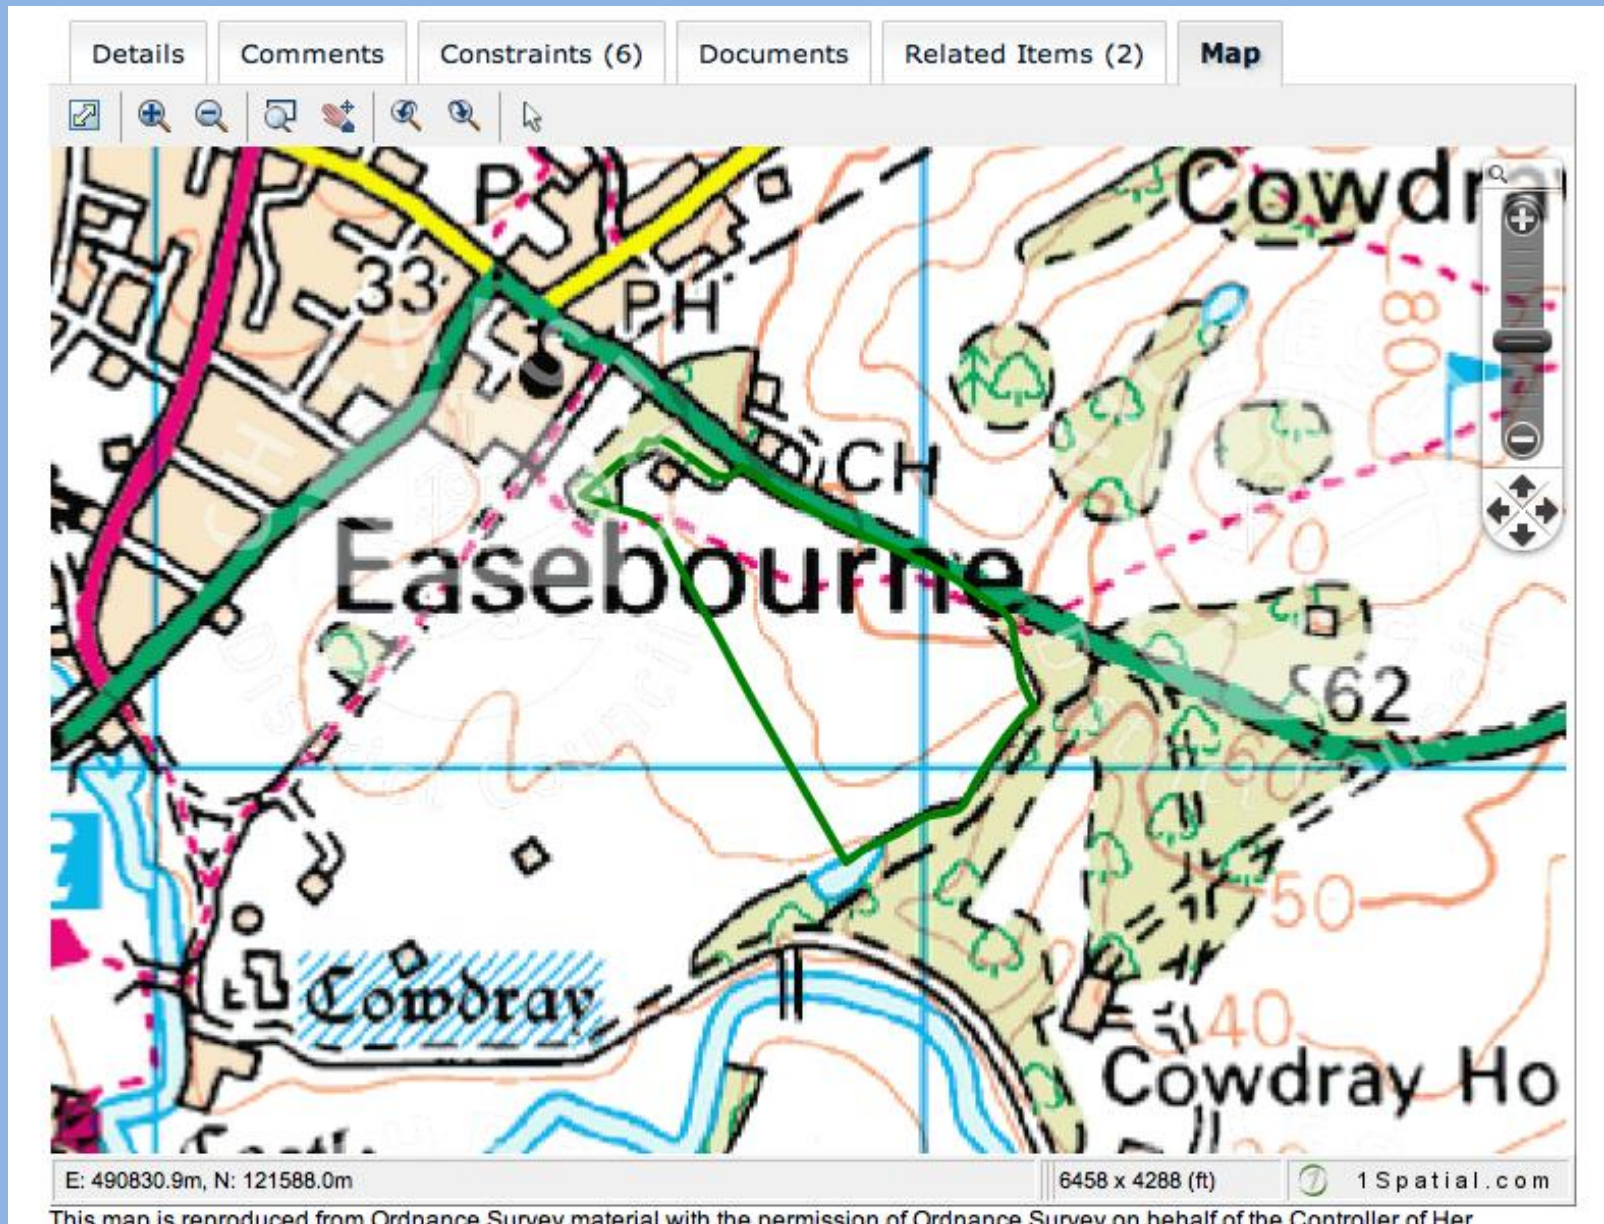 Details Comments Constraints (6) Documents Related Items (2) Map
P
Cowdr
33
PH
80
CH
Easebourne
70
62
60
50
Cowdray
40
Cowdray Ho
District Council
E: 490830.9m, N: 121588.0m 6458 x 4288 (ft) 1Spatial.com
This map is reproduced from Ordnance Survey material with the permission of Ordnance Survey on behalf of the Controller of Her